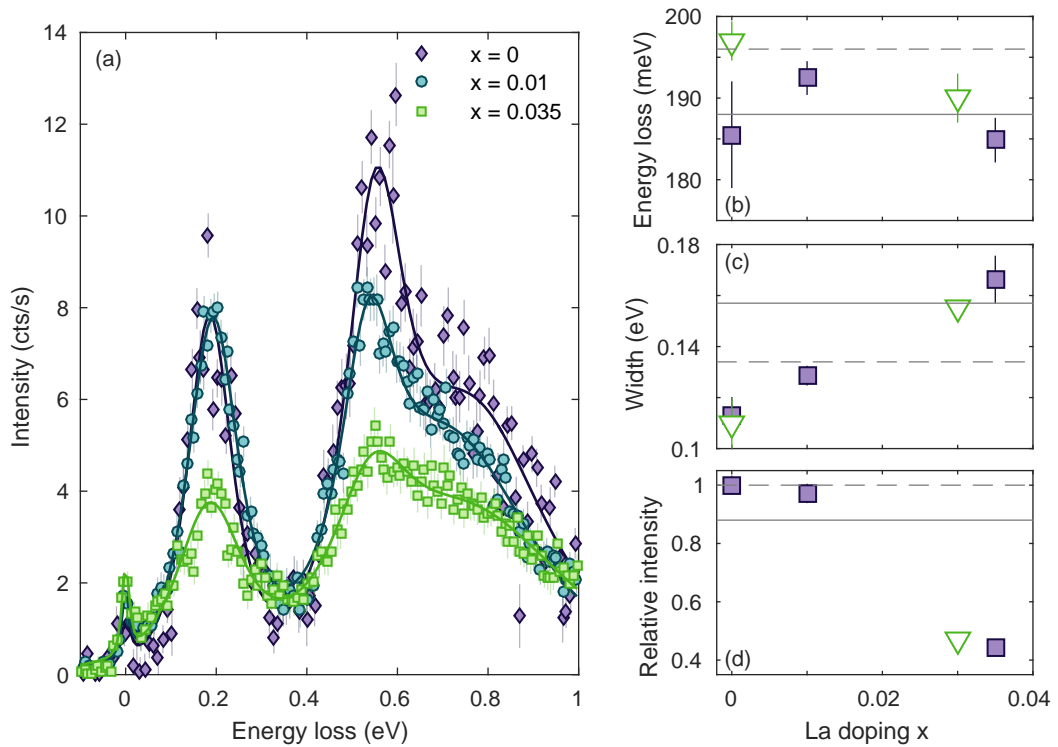 (a)
x = 0
x = 0.01
x = 0.035
Intensity (cts/s)
14
12
10
8
6
4
2
0
0
0.2
0.4
0.6
0.8
1
Energy loss (eV)
Energy loss (meV)
200
190
180
(b)
Width (eV)
0.18
0.14
0.1
(c)
Relative intensity
1
0.8
0.6
0.4
(d)
0
0.02
0.04
La doping x